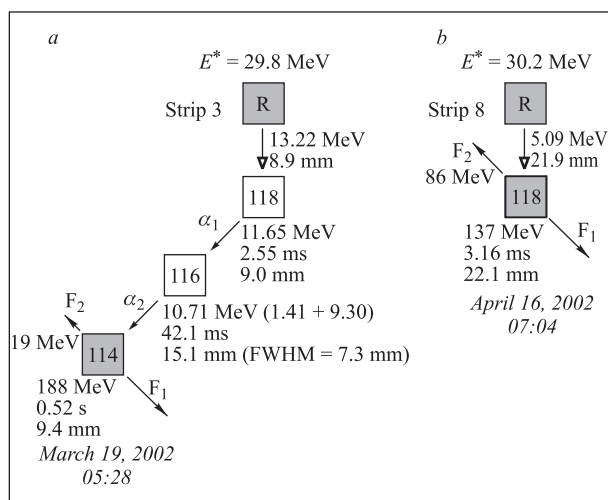 a
E* = 29.8 MeV
Strip 3
R
13.22 MeV
8.9 mm
118
α1
11.65 MeV
2.55 ms
9.0 mm
116
α2
10.71 MeV (1.41 + 9.30)
42.1 ms
15.1 mm (FWHM = 7.3 mm)
F2
19 MeV
114
F1
188 MeV
0.52 s
9.4 mm
March 19, 2002
05:28
b
E* = 30.2 MeV
Strip 8
R
5.09 MeV
21.9 mm
F2
86 MeV
118
F1
137 MeV
3.16 ms
22.1 mm
April 16, 2002
07:04